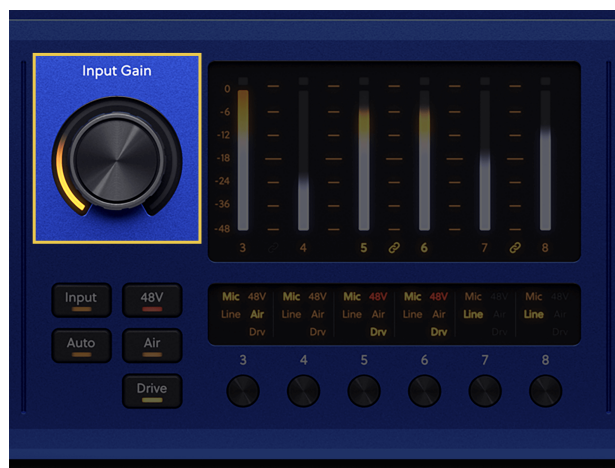 Input Gain
0
-6
-12
-18
-24
-36
-48
3 4 5 6 7 8
Input 48V
Auto Air
Drive
Mic 48V Mic 48V Mic 48V Mic 48V Mic 48V Mic 48V
Line Air Line Air Line Air Line Air Line Air Line Air
Drv Drv Drv Drv Drv Drv
3 4 5 6 7 8